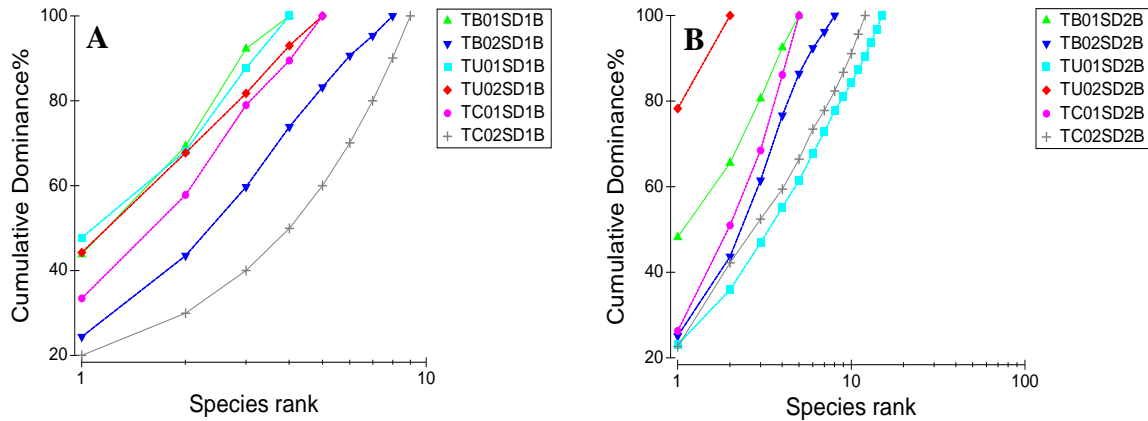 A
Cumulative Dominance%
100
80
60
40
20
1
10
Species rank
TB01SD1B
TB02SD1B
TU01SD1B
TU02SD1B
TC01SD1B
TC02SD1B
B
Cumulative Dominance%
100
80
60
40
20
1
10
100
Species rank
TB01SD2B
TB02SD2B
TU01SD2B
TU02SD2B
TC01SD2B
TC02SD2B